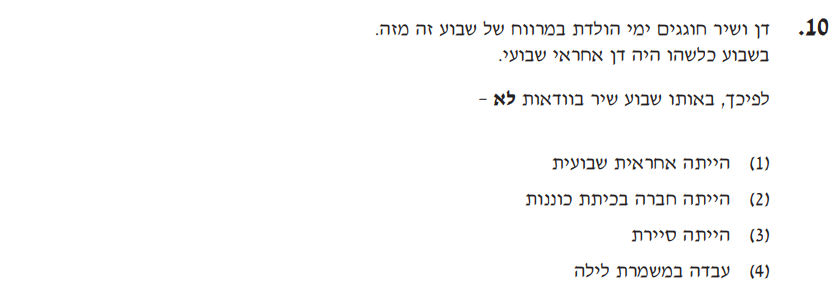 10. דן ושיר חוגגים ימי הולדת במרווח של שבוע זה מזה.
בשבוע כלשהו היה דן אחראי שבועי.
לפיכך, באותו שבוע שיר בוודאות לא –
(1) הייתה אחראית שבועית
(2) הייתה חברה בכיתת כוננות
(3) הייתה סיירת
(4) עבדה במשמרת לילה